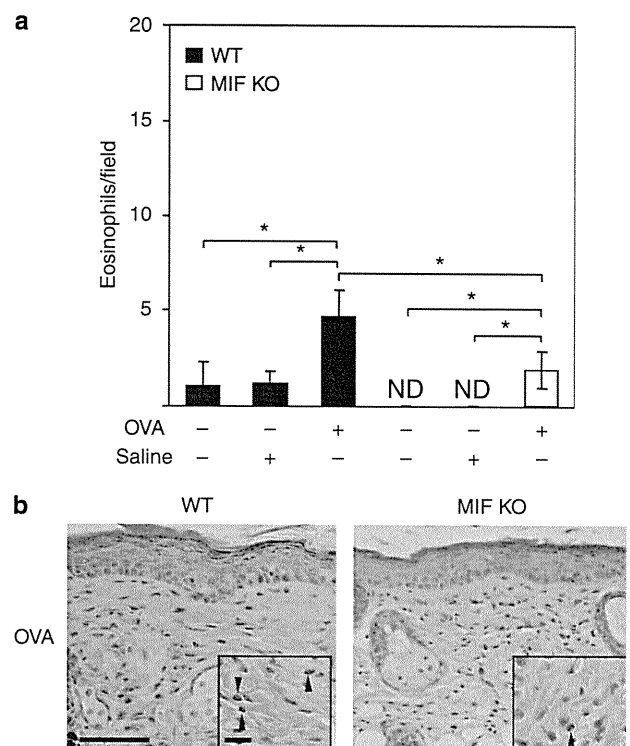 a
20
WT
MIF KO
15
10
5
Eosinophils/field
*
*
*
*
*
ND ND
OVA – – + – – +
Saline – + – – + –
b
WT MIF KO
OVA